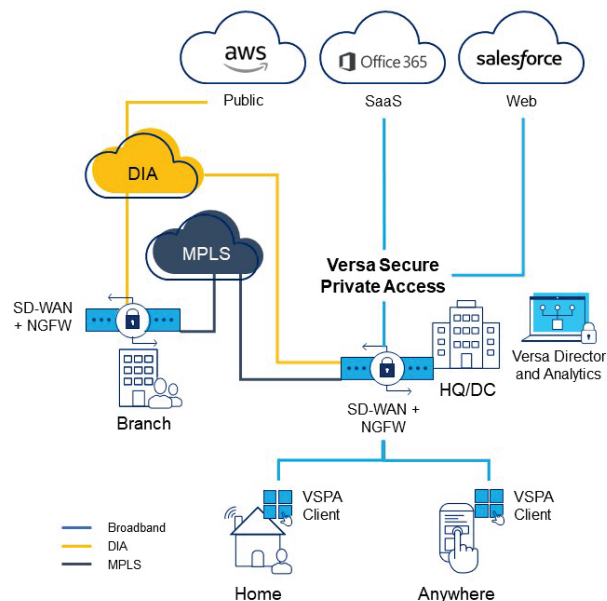 aws
Office 365
salesforce
Public
SaaS
Web
DIA
MPLS
Versa Secure
Private Access
SD-WAN
+ NGFW
Branch
HQ/DC
Versa Director
and Analytics
SD-WAN +
NGFW
VSPA
Client
VSPA
Client
Broadband
DIA
MPLS
Home
Anywhere